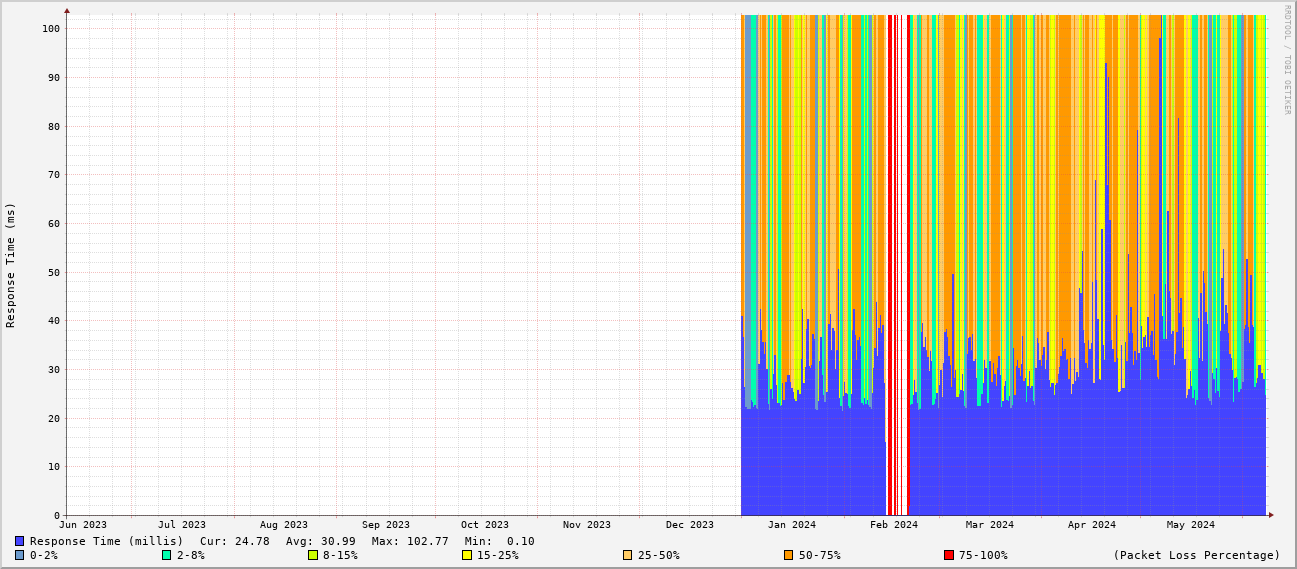 RRDTOOL / TOBI OETIKER
Response Time (ms)
100
90
80
70
60
50
40
30
20
10
0
Jun 2023 Jul 2023 Aug 2023 Sep 2023 Oct 2023 Nov 2023 Dec 2023 Jan 2024 Feb 2024 Mar 2024 Apr 2024 May 2024
Response Time (millis) Cur: 24.78 Avg: 30.99 Max: 102.77 Min: 0.10
0-2% 2-8% 8-15% 15-25% 25-50% 50-75% 75-100% (Packet Loss Percentage)